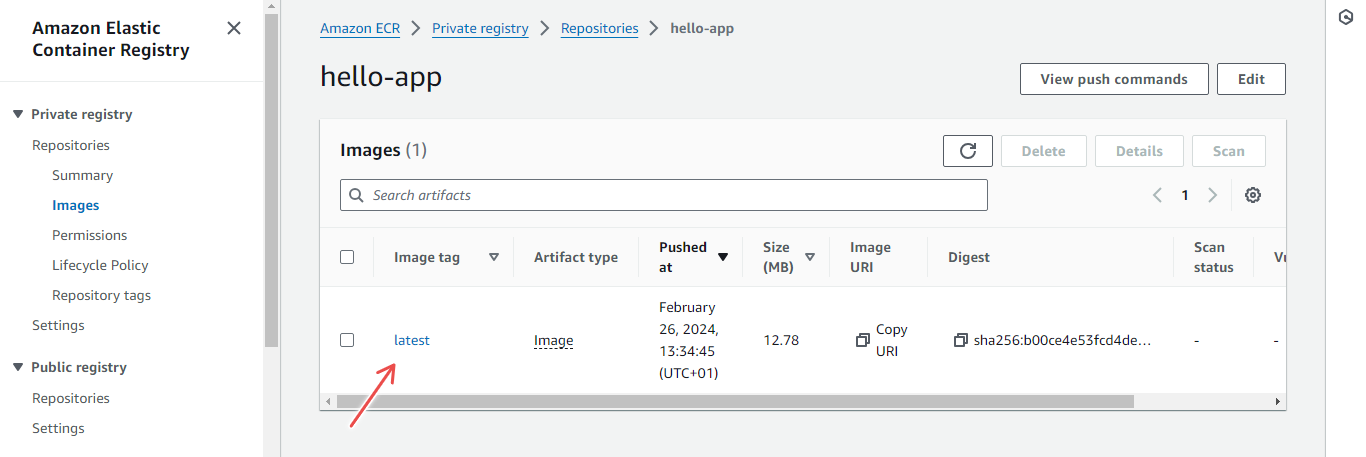 Amazon Elastic
Container Registry
Private registry
Repositories
Summary
Images
Permissions
Lifecycle Policy
Repository tags
Settings
Public registry
Repositories
Settings
Amazon ECR > Private registry > Repositories > hello-app
hello-app
View push commands Edit
Images (1)
Delete Details Scan
Search artifacts
1
Image tag Artifact type Pushed at Size (MB) Image URI Digest Scan status
latest Image February 26, 2024, 13:34:45 (UTC+01) 12.78 Copy URI sha256:b00ce4e53fcd4de... - -